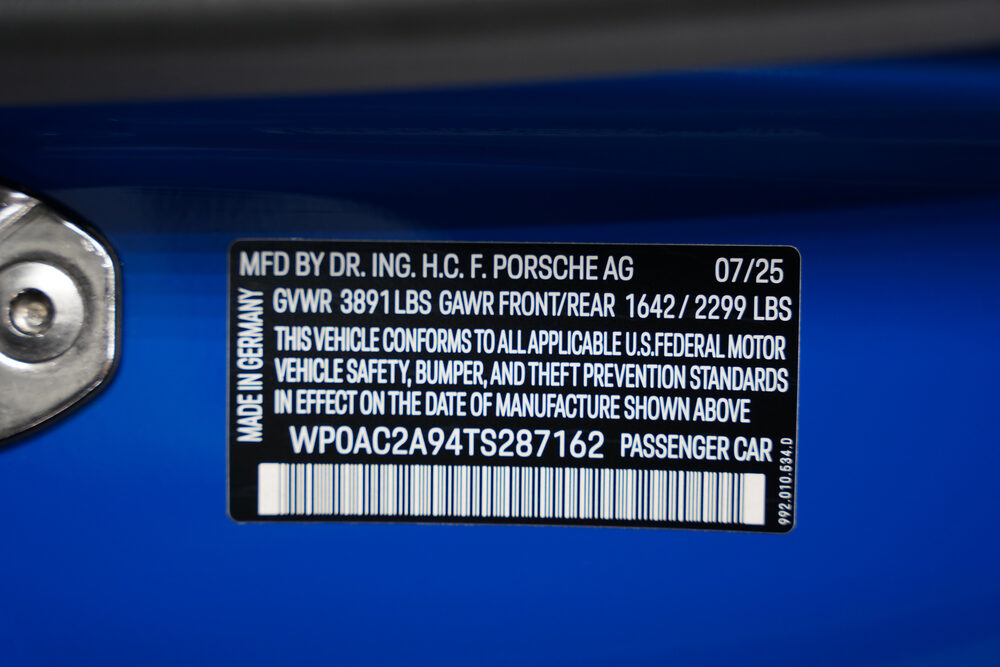 MFD BY DR. ING. H.C. F. PORSCHE AG 07/25
GVWR 3891 LBS GAWR FRONT/REAR 1642 / 2299 LBS
THIS VEHICLE CONFORMS TO ALL APPLICABLE U.S.FEDERAL MOTOR
VEHICLE SAFETY, BUMPER, AND THEFT PREVENTION STANDARDS
IN EFFECT ON THE DATE OF MANUFACTURE SHOWN ABOVE
WP0AC2A94TS287162 PASSENGER CAR
MADE IN GERMANY
992.010.534.0